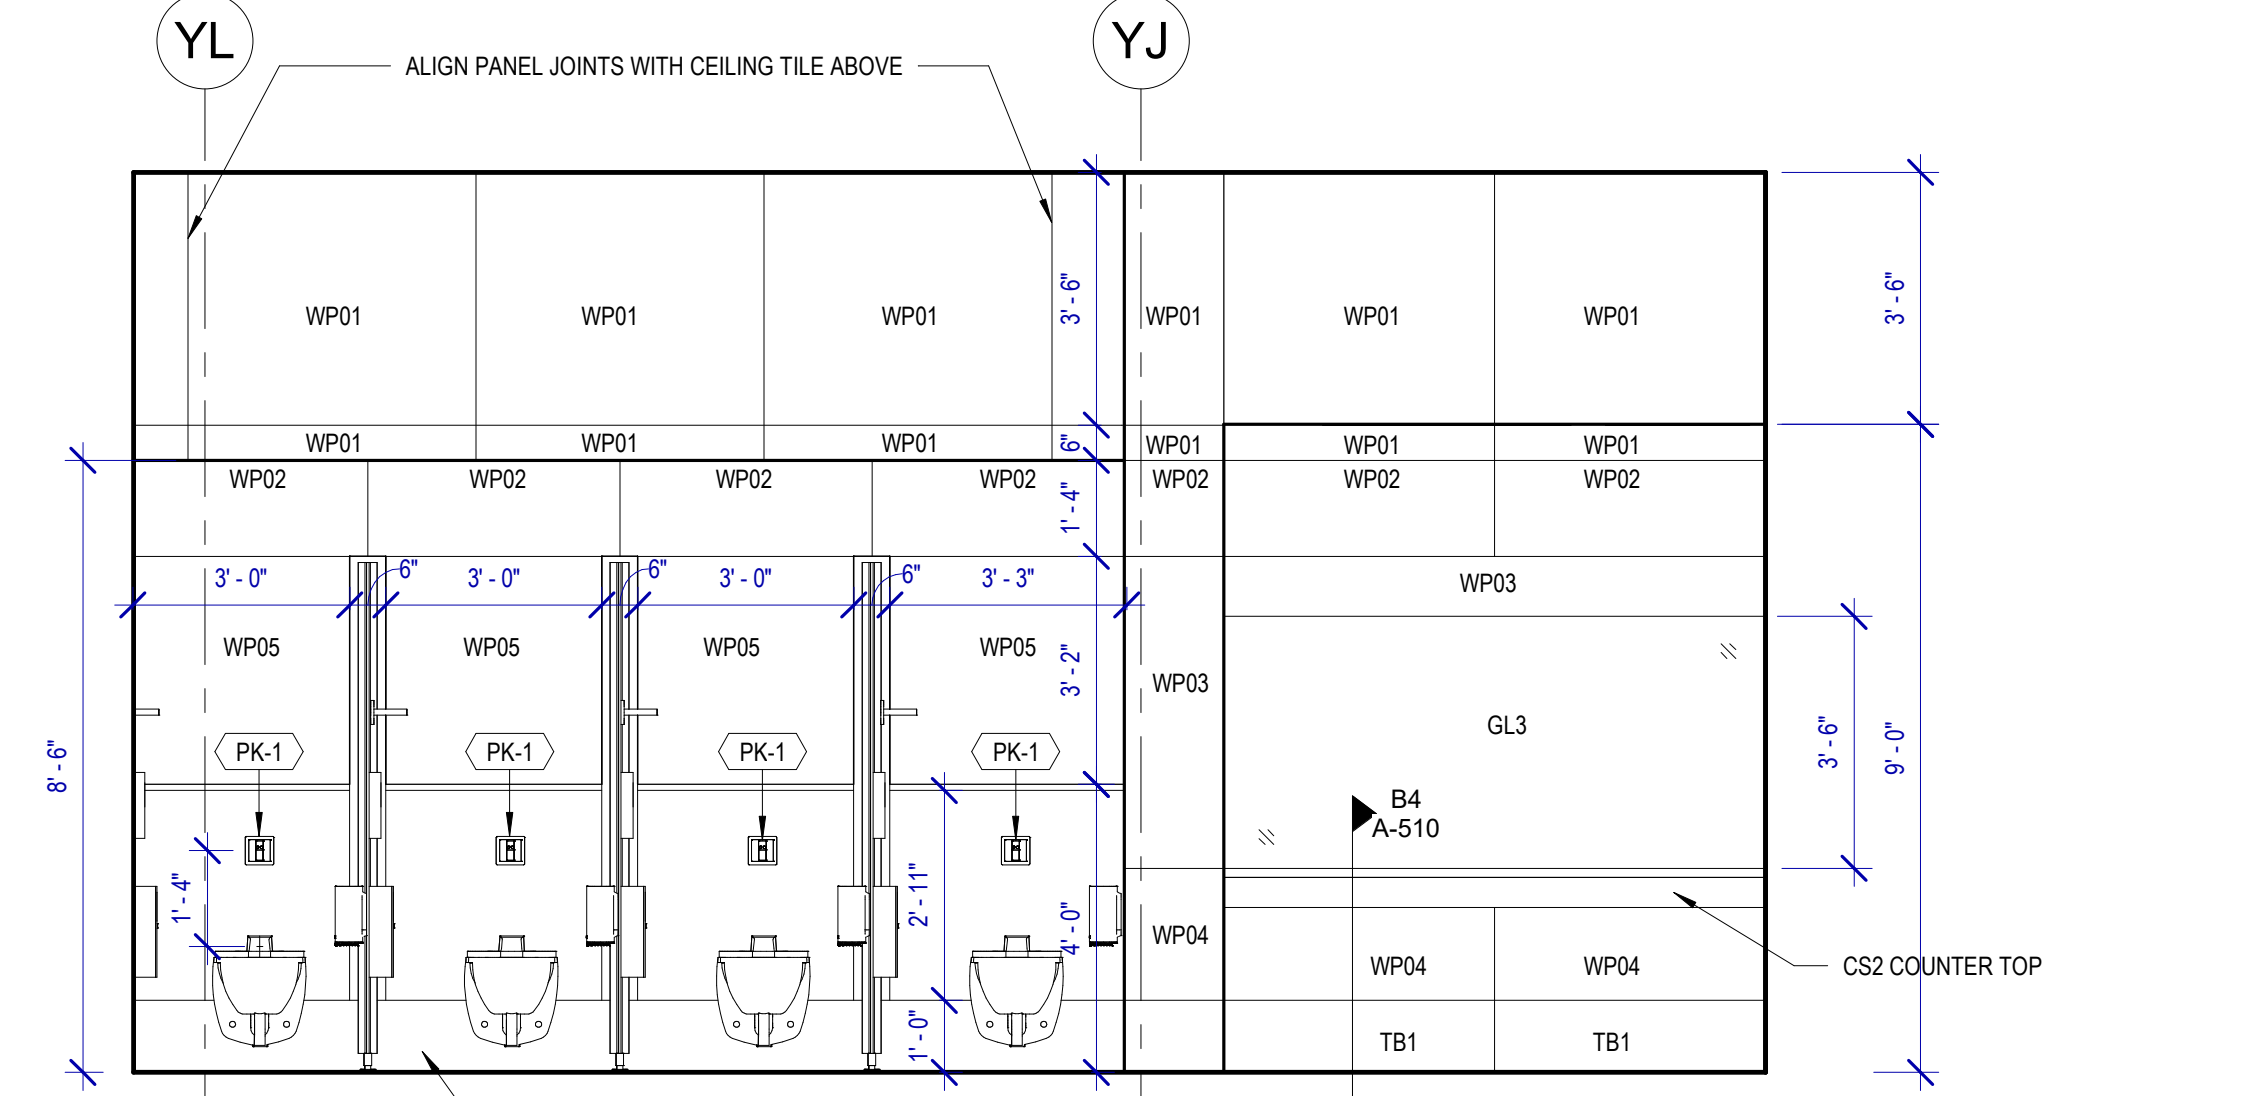 YL
YJ
ALIGN PANEL JOINTS WITH CEILING TILE ABOVE
WP01 WP01 WP01 3' - 6" WP01 WP01 WP01 3' - 6"
WP01 WP01 WP01 6" WP01 WP01 WP01
WP02 WP02 WP02 WP02 1' - 4" WP02 WP02 WP02
3' - 0" 6" 3' - 0" 6" 3' - 0" 6" 3' - 3" WP03
WP05 WP05 WP05 WP05 3' - 2" WP03
GL3 3' - 6" 9' - 0"
8' - 6" PK-1 PK-1 PK-1 PK-1
B4
A-510
1' - 4" 2' - 11" 4' - 0" WP04
WP04 WP04 CS2 COUNTER TOP
1' - 0" TB1 TB1